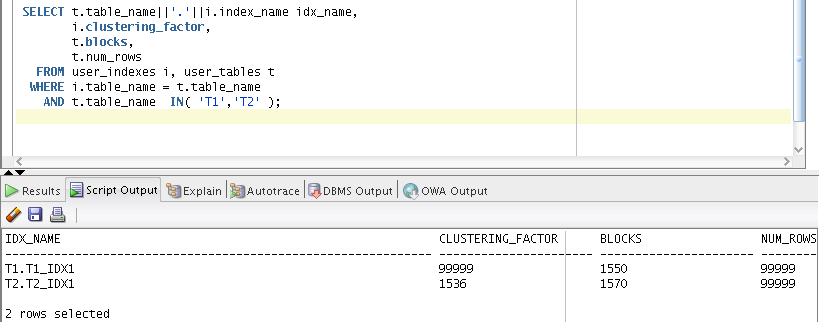 SELECT t.table_name||'.'||i.index_name idx_name,
i.clustering_factor,
t.blocks,
t.num_rows
FROM user_indexes i, user_tables t
WHERE i.table_name = t.table_name
AND t.table_name  IN( 'T1','T2' );
Results Script Output Explain Autotrace DBMS Output OWA Output
IDX_NAME CLUSTERING_FACTOR BLOCKS NUM_ROWS
T1.T1_IDX1 99999 1550 99999
T2.T2_IDX1 1536 1570 99999
2 rows selected